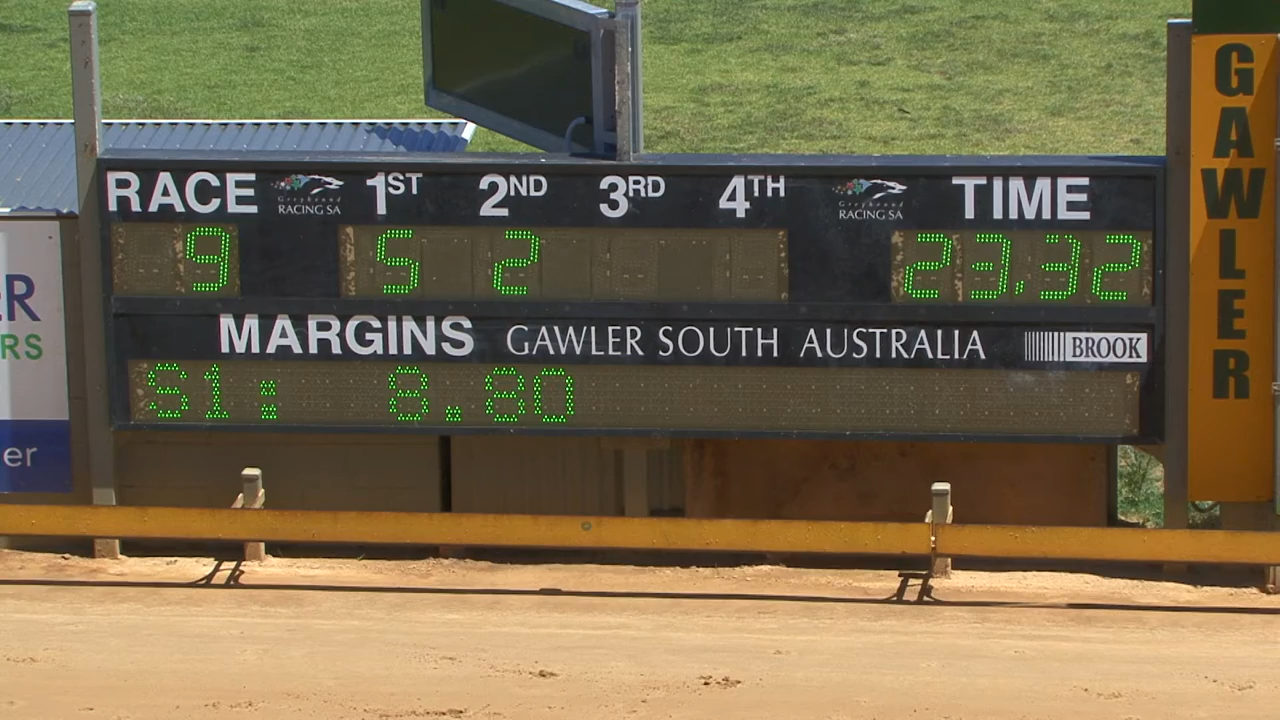 RACE Greyhound RACING SA 1ST 2ND 3RD 4TH Greyhound RACING SA TIME
9 5 2 23.32
MARGINS GAWLER SOUTH AUSTRALIA BROOK
S1: 8.80
GAWLER
RS
er